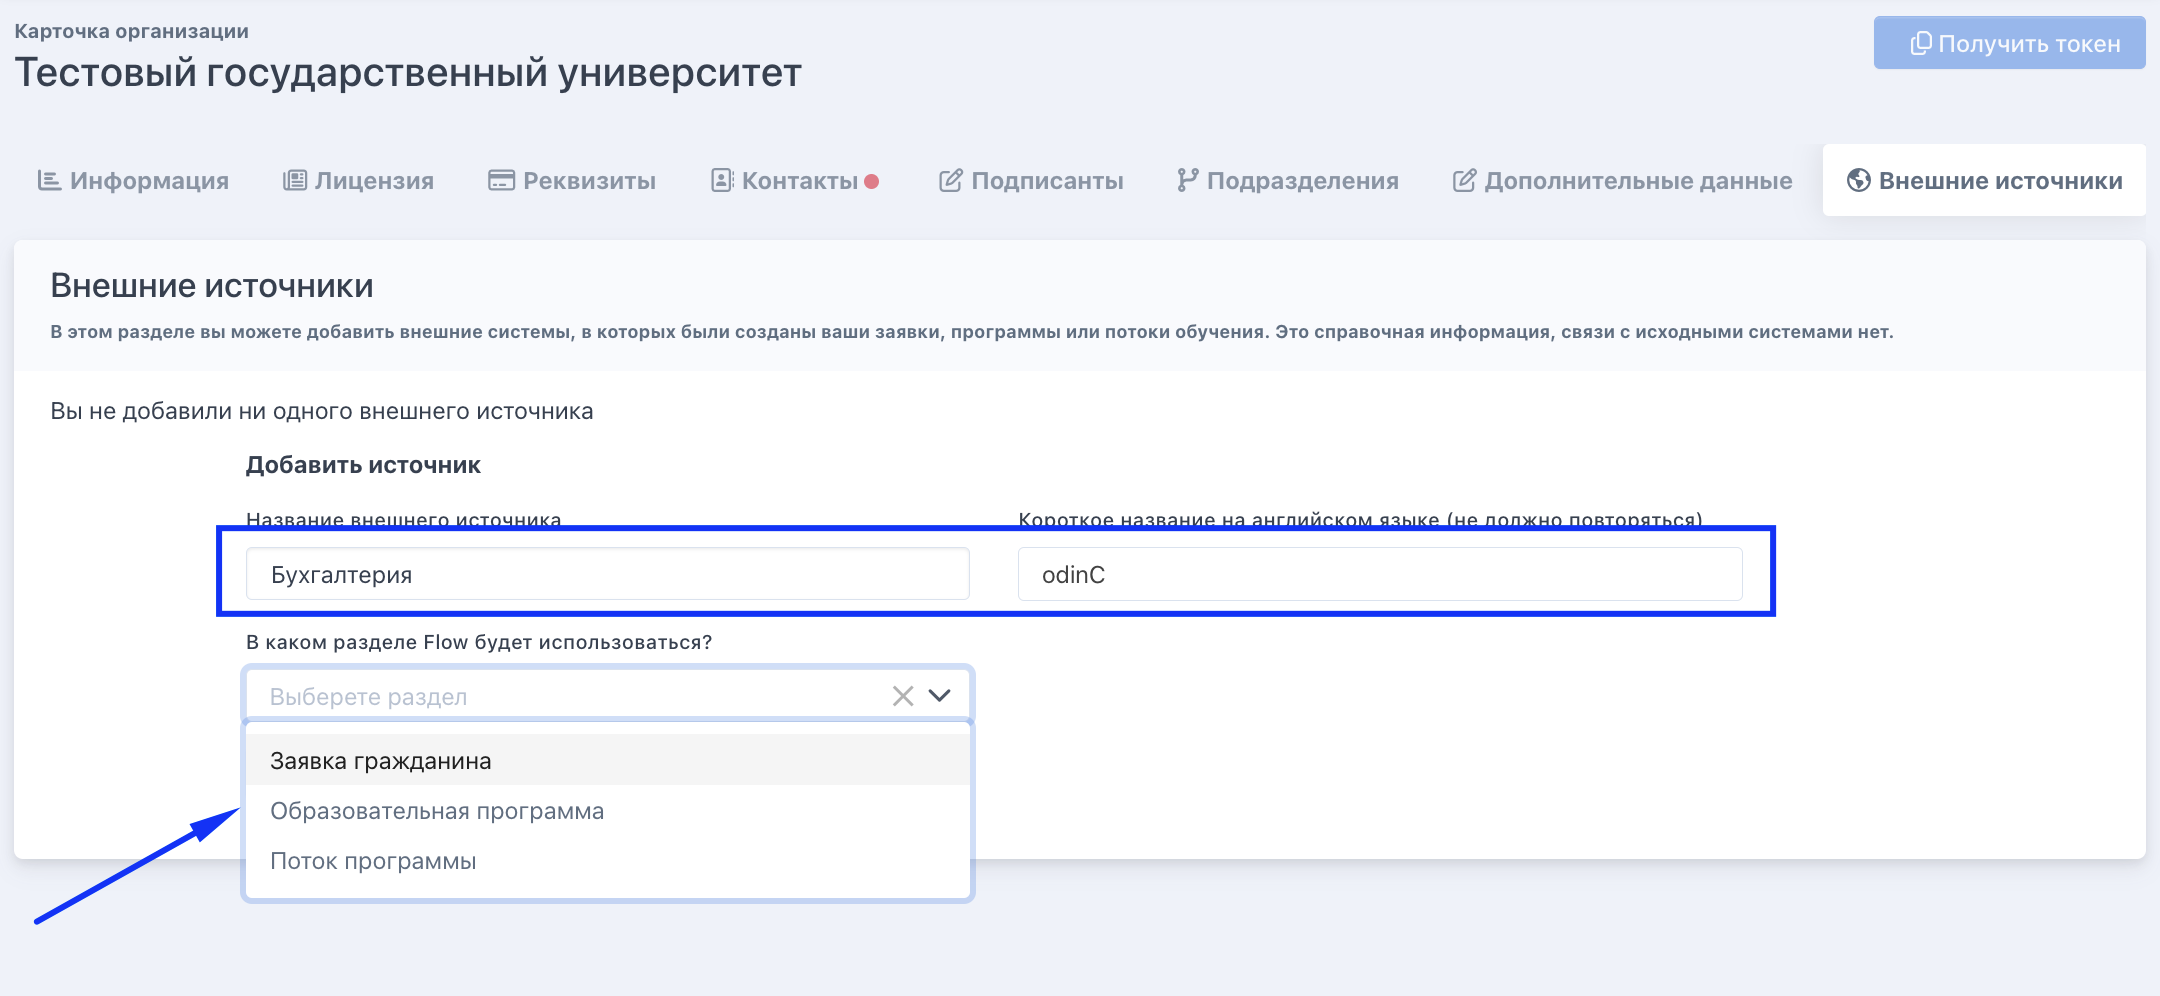 Карточка организации
Тестовый государственный университет
Получить токен
Информация
Лицензия
Реквизиты
Контакты
Подписанты
Подразделения
Дополнительные данные
Внешние источники
Внешние источники
В этом разделе вы можете добавить внешние системы, в которых были созданы ваши заявки, программы или потоки обучения. Это справочная информация, связи с исходными системами нет.
Вы не добавили ни одного внешнего источника
Добавить источник
Название внешнего источника
Короткое название на английском языке (не должно повторяться)
Бухгалтерия
odinC
В каком разделе Flow будет использоваться?
Выберете раздел
Заявка гражданина
Образовательная программа
Поток программы